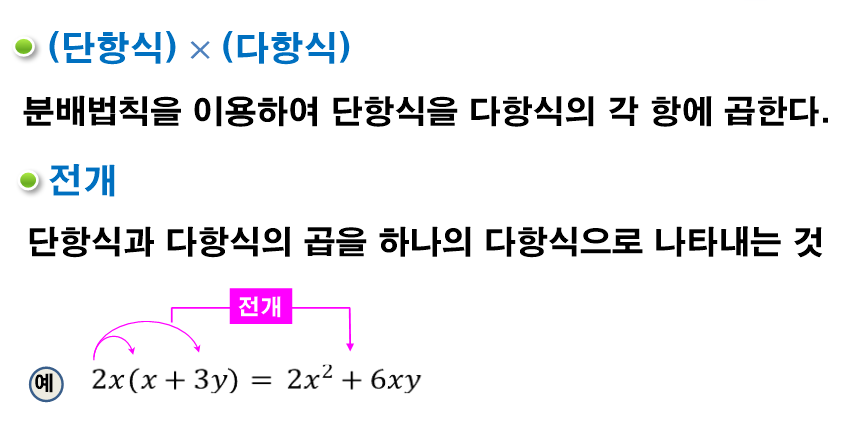 (단항식) × (다항식)
분배법칙을 이용하여 단항식을 다항식의 각 항에 곱한다.
전개
단항식과 다항식의 곱을 하나의 다항식으로 나타내는 것
전개
예 2x(x + 3y) = 2x² + 6xy